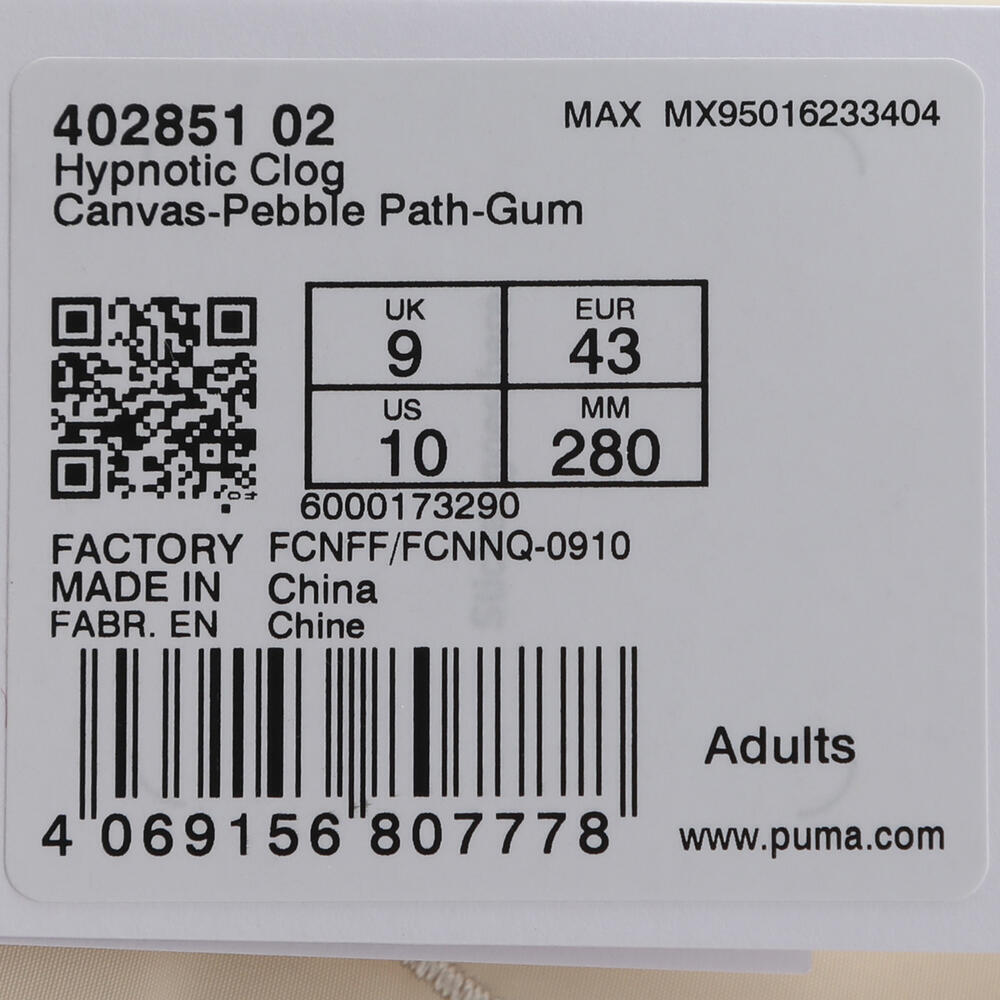 402851 02 MAX MX95016233404
Hypnotic Clog
Canvas-Pebble Path-Gum
UK EUR
9 43
US MM
10 280
6000173290
FACTORY FCNFF/FCNNQ-0910
MADE IN China
FABR. EN Chine
Adults
4 069156 807778 www.puma.com